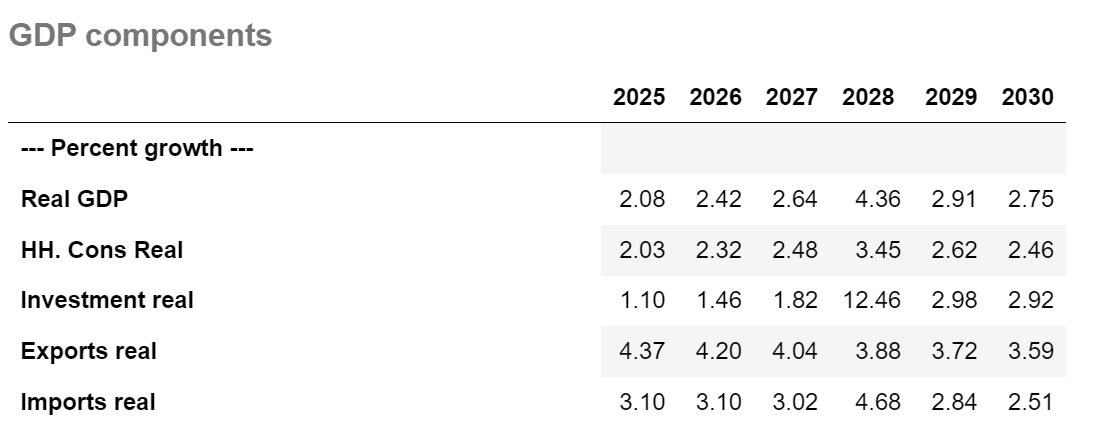 GDP components
2025 2026 2027 2028 2029 2030
--- Percent growth ---
Real GDP 2.08 2.42 2.64 4.36 2.91 2.75
HH. Cons Real 2.03 2.32 2.48 3.45 2.62 2.46
Investment real 1.10 1.46 1.82 12.46 2.98 2.92
Exports real 4.37 4.20 4.04 3.88 3.72 3.59
Imports real 3.10 3.10 3.02 4.68 2.84 2.51